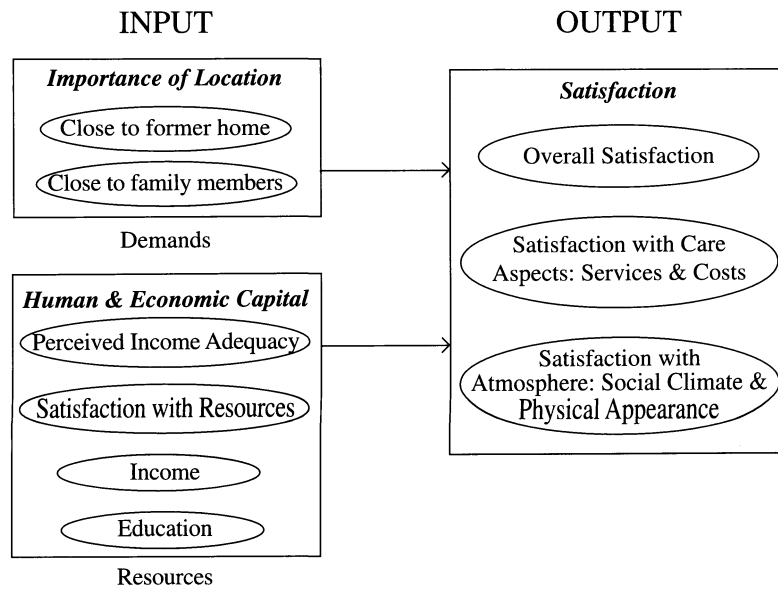 INPUT
Importance of Location
Close to former home
Close to family members
Demands
Human & Economic Capital
Perceived Income Adequacy
Satisfaction with Resources
Income
Education
Resources
OUTPUT
Satisfaction
Overall Satisfaction
Satisfaction with Care
Aspects: Services & Costs
Satisfaction with
Atmosphere: Social Climate &
Physical Appearance